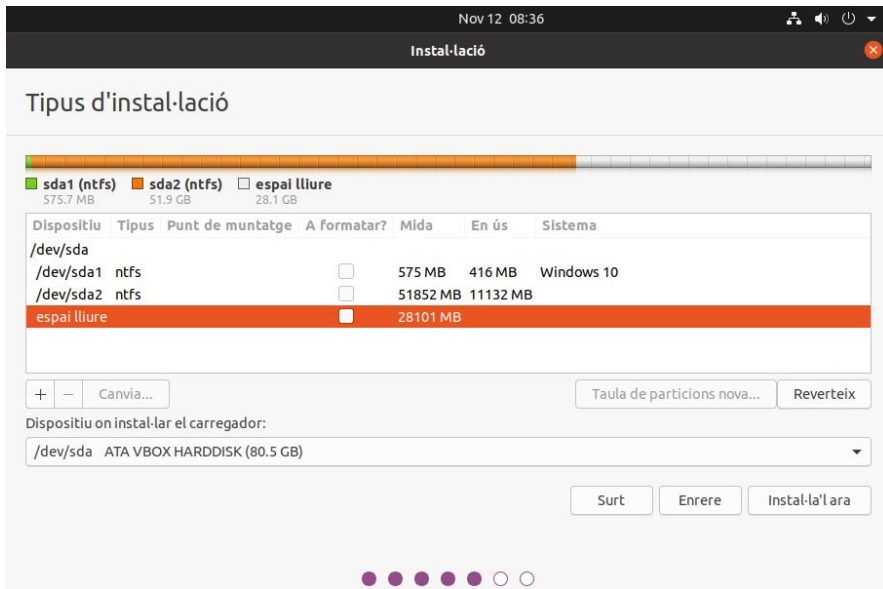 Nov 12 08:36
Instal·lació
Tipus d'instal·lació
sda1 (ntfs) sda2 (ntfs) espai lliure
575.7 MB 51.9 GB 28.1 GB
Dispositiu Tipus Punt de muntatge A formatar? Mida En ús Sistema
/dev/sda
/dev/sda1 ntfs 575 MB 416 MB Windows 10
/dev/sda2 ntfs 51852 MB 11132 MB
espai lliure 28101 MB
+ − Canvia... Taula de particions nova... Reverteix
Dispositiu on instal·lar el carregador:
/dev/sda ATA VBOX HARDDISK (80.5 GB)
Surt Enrere Instal·la'l ara